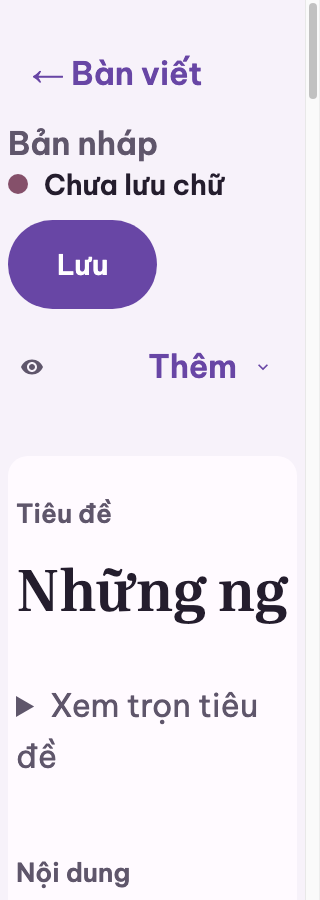 ← Bàn viết
Bản nháp
Chưa lưu chữ
Lưu
Thêm
Tiêu đề
Những ng
Xem trọn tiêu
đề
Nội dung